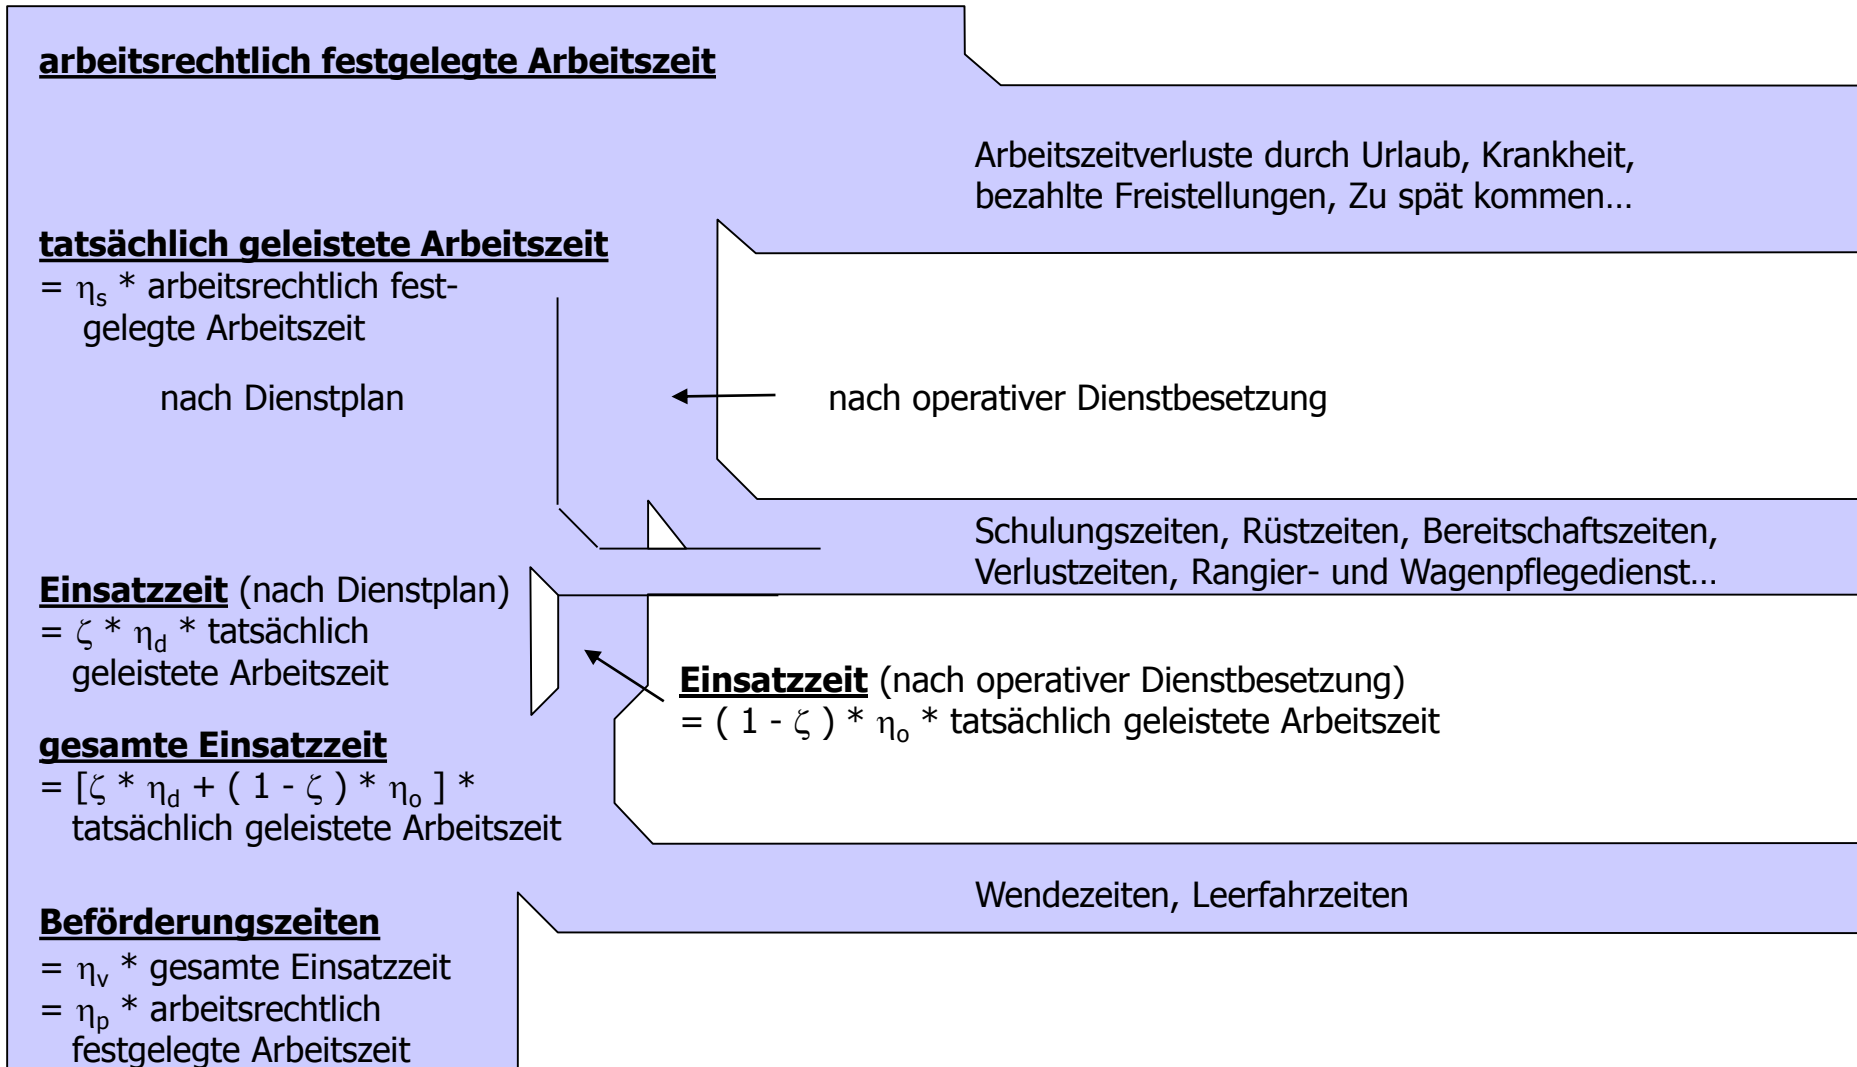 arbeitsrechtlich festgelegte Arbeitszeit
Arbeitszeitverluste durch Urlaub, Krankheit,
bezahlte Freistellungen, Zu spät kommen…
tatsächlich geleistete Arbeitszeit
= ηs * arbeitsrechtlich fest-
gelegte Arbeitszeit
nach Dienstplan
nach operativer Dienstbesetzung
Schulungszeiten, Rüstzeiten, Bereitschaftszeiten,
Verlustzeiten, Rangier- und Wagenpflegedienst…
Einsatzzeit (nach Dienstplan)
= ζ * ηd * tatsächlich
geleistete Arbeitszeit
Einsatzzeit (nach operativer Dienstbesetzung)
= ( 1 - ζ ) * ηo * tatsächlich geleistete Arbeitszeit
gesamte Einsatzzeit
= [ζ * ηd + ( 1 - ζ ) * ηo ] *
tatsächlich geleistete Arbeitszeit
Wendezeiten, Leerfahrzeiten
Beförderungszeiten
= ηv * gesamte Einsatzzeit
= ηp * arbeitsrechtlich
festgelegte Arbeitszeit